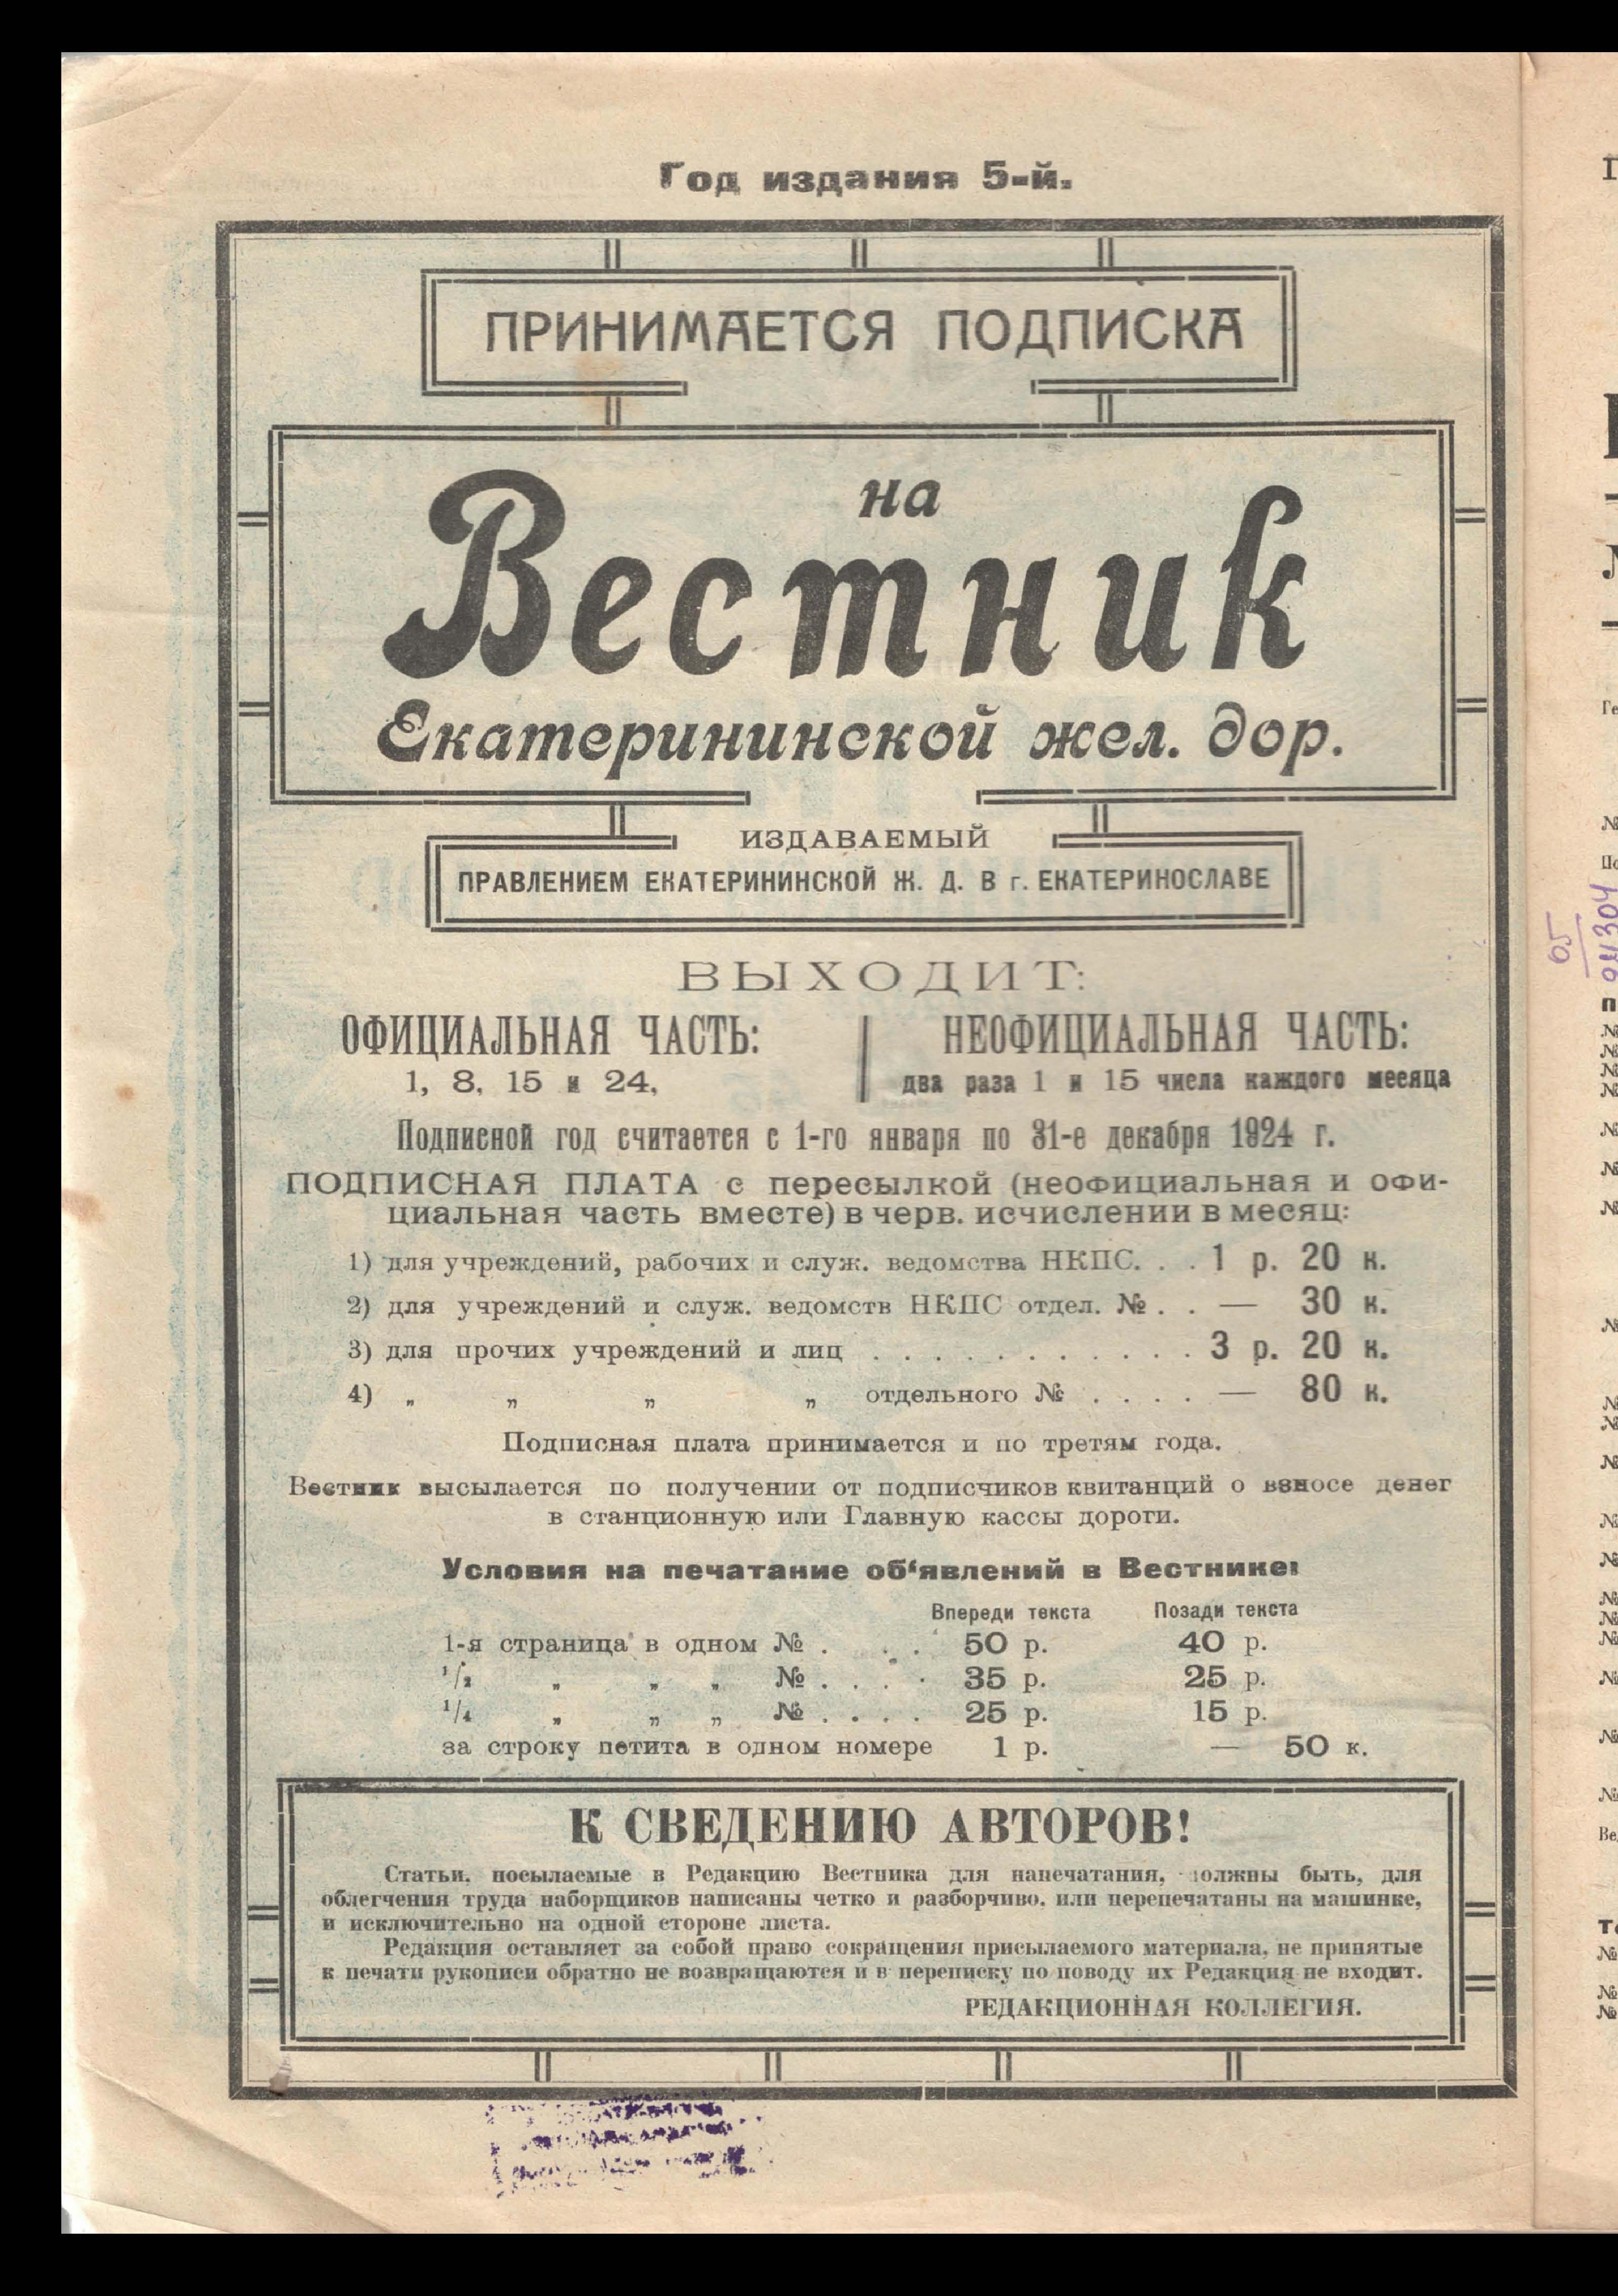 Год издания 5-й.
ПРИНИМАЕТСЯ ПОДПИСКА
на
Вестник
Екатерининской жел. дор.
ИЗДАВАЕМЫЙ
ПРАВЛЕНИЕМ ЕКАТЕРИНИНСКОЙ Ж. Д. В г. ЕКАТЕРИНОСЛАВЕ
ВЫХОДИТ:
ОФИЦИАЛЬНАЯ ЧАСТЬ:
1, 8, 15 и 24,
НЕОФИЦИАЛЬНАЯ ЧАСТЬ:
два раза 1 и 15 числа каждого месяца
Подписной год считается с 1-го января по 31-е декабря 1924 г.
ПОДПИСНАЯ ПЛАТА с пересылкой (неофициальная и офи-
циальная часть вместе) в черв. исчислении в месяц:
1) для учреждений, рабочих и служ. ведомства НКПС. . . 1 р. 20 к.
2) для учреждений и служ. ведомств НКПС отдел. № . . — 30 к.
3) для прочих учреждений и лиц . . . . . . . . . . . . 3 р. 20 к.
4) „ „ „ „ отдельного № . . . . — 80 к.
Подписная плата принимается и по третям года.
Вестник высылается по получении от подписчиков квитанций о взносе денег
в станционную или Главную кассы дороги.
Условия на печатание об‘явлений в Вестнике:
Впереди текста Позади текста
1-я страница в одном № . . . 50 р. 40 р.
1/2 „ „ „ № . . . . 35 р. 25 р.
1/4 „ „ „ № . . . . 25 р. 15 р.
за строку петита в одном номере 1 р. — 50 к.
К СВЕДЕНИЮ АВТОРОВ!
Статьи, посылаемые в Редакцию Вестника для напечатания, должны быть, для
облегчения труда наборщиков написаны четко и разборчиво, или перепечатаны на машинке,
и исключительно на одной стороне листа.
Редакция оставляет за собой право сокращения присылаемого материала, не принятые
к печати рукописи обратно не возвращаются и в переписку по поводу их Редакция не входит.
РЕДАКЦИОННАЯ КОЛЛЕГИЯ.